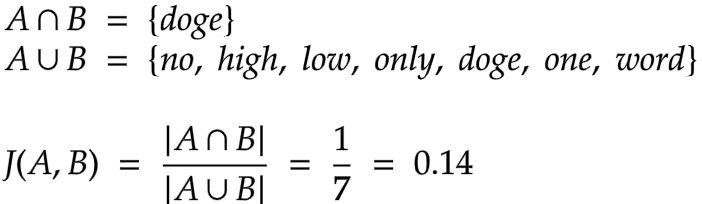 A ∩ B = {doge}
A ∪ B = {no, high, low, only, doge, one, word}
J(A, B) = |A ∩ B| / |A ∪ B| = 1 / 7 = 0.14